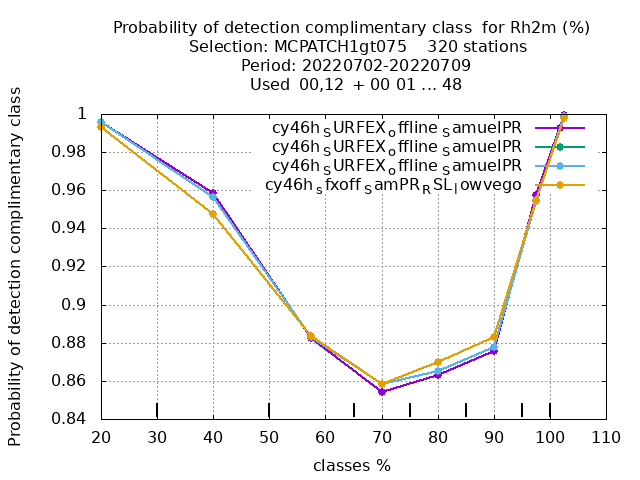 Probability of detection complimentary class  for Rh2m (%)
Selection: MCPATCH1gt075    320 stations
Period: 20220702-20220709
Used  00,12  + 00 01 ... 48
Probability of detection complimentary class
cy46h_SURFEX_offline_SamuelPR
cy46h_SURFEX_offline_SamuelPR
cy46h_SURFEX_offline_SamuelPR
cy46h_sfxoff_SamPR_RSL_lowvego
1
0.98
0.96
0.94
0.92
0.9
0.88
0.86
0.84
20 30 40 50 60 70 80 90 100 110
classes %